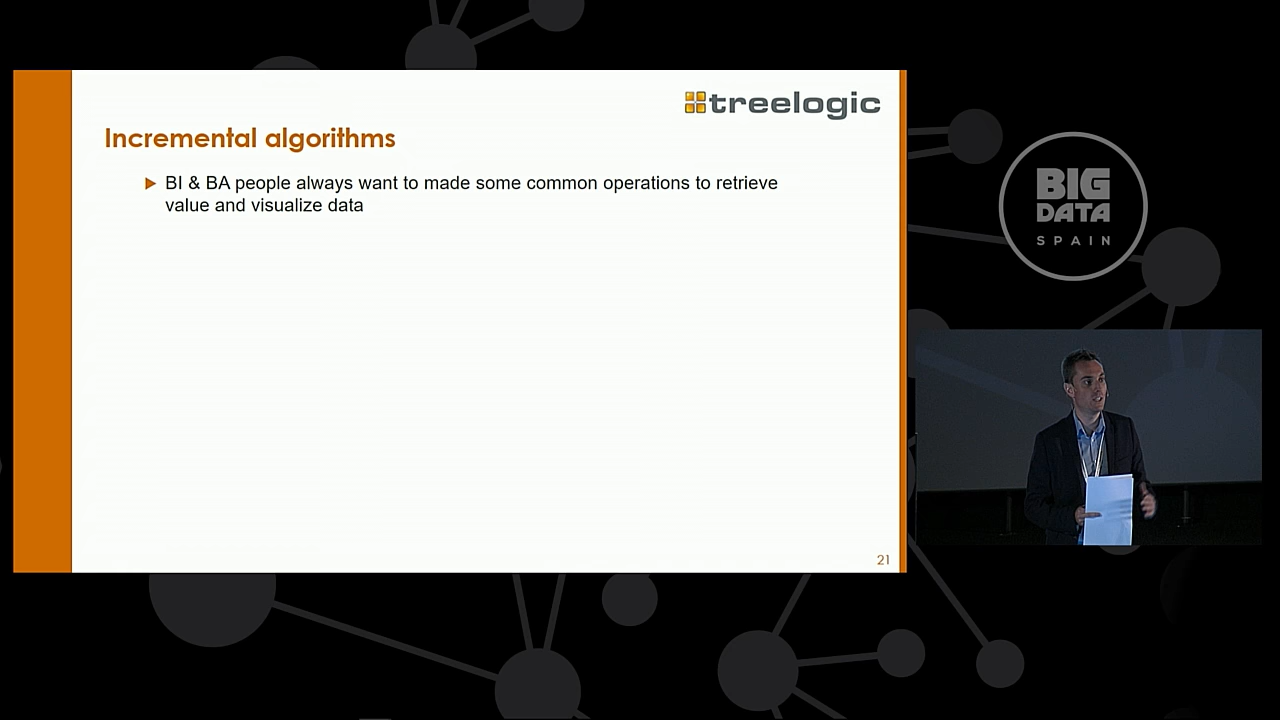 treelogic
Incremental algorithms
BI & BA people always want to made some common operations to retrieve
value and visualize data
21
BIG
DATA
SPAIN